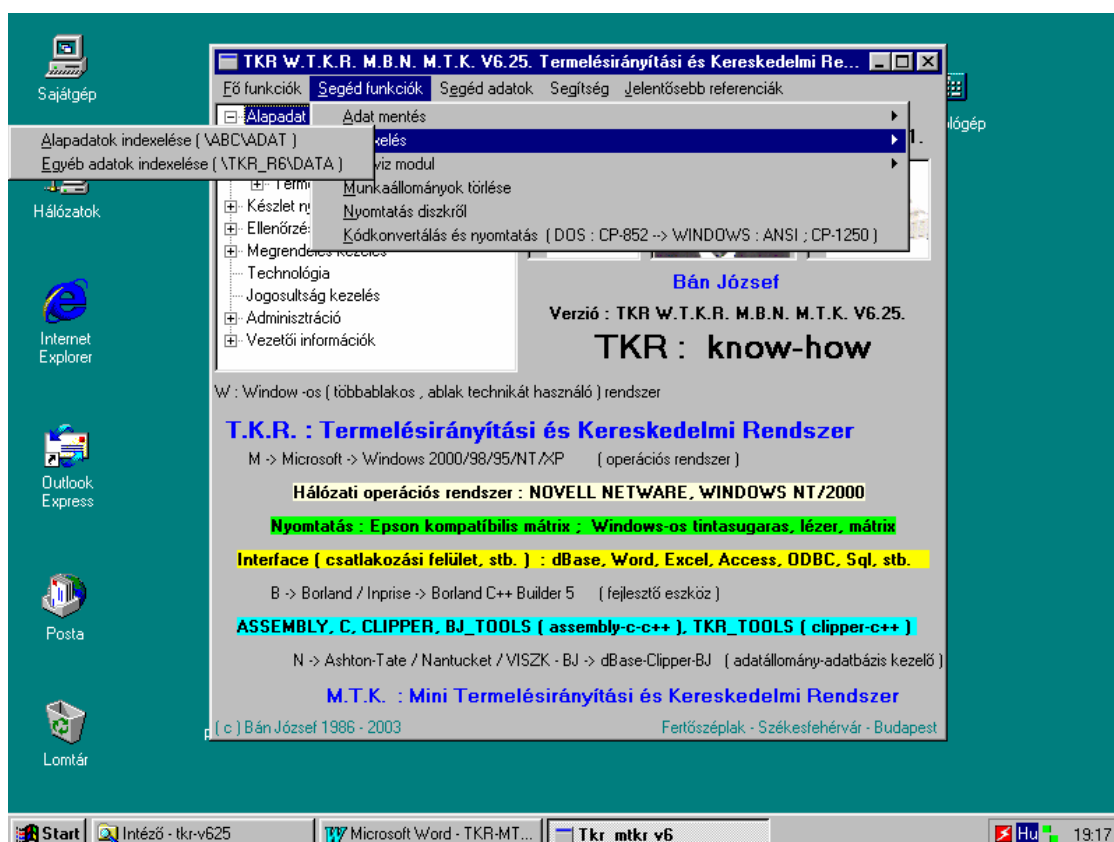 Sajátgép
Hálózatok
Internet
Explorer
Outlook
Express
Posta
Lomtár
TKR W.T.K.R. M.B.N. M.T.K. V6.25. Termelésirányítási és Kereskedelmi Re...
Fő funkciók Segéd funkciók Segéd adatok Segítség Jelentősebb referenciák
Alapadat
Adat mentés
Alapadatok indexelése ( \ABC\ADAT )
Egyéb adatok indexelése ( \TKR_R6\DATA )
Munkaállományok törlése
Nyomtatás diszkről
Kódkonvertálás és nyomtatás ( DOS : CP-852 --> WINDOWS : ANSI ; CP-1250 )
Technológia
Jogosultság kezelés
Adminisztráció
Vezetői információk
Bán József
Verzió : TKR W.T.K.R. M.B.N. M.T.K. V6.25.
TKR : know-how
W : Window -os ( többablakos , ablak technikát használó ) rendszer
T.K.R. : Termelésirányítási és Kereskedelmi Rendszer
M -> Microsoft -> Windows 2000/98/95/NT/XP ( operációs rendszer )
Hálózati operációs rendszer : NOVELL NETWARE, WINDOWS NT/2000
Nyomtatás : Epson kompatíbilis mátrix ; Windows-os tintasugaras, lézer, mátrix
Interface ( csatlakozási felület, stb. ) : dBase, Word, Excel, Access, ODBC, Sql, stb.
B -> Borland / Inprise -> Borland C++ Builder 5 ( fejlesztő eszköz )
ASSEMBLY, C, CLIPPER, BJ_TOOLS ( assembly-c-c++ ), TKR_TOOLS ( clipper-c++ )
N -> Ashton-Tate / Nantucket / VISZK - BJ -> dBase-Clipper-BJ ( adatállomány-adatbázis kezelő )
M.T.K. : Mini Termelésirányítási és Kereskedelmi Rendszer
( c ) Bán József 1986 - 2003 Fertőszéplak - Székesfehérvár - Budapest
Start Intéző - tkr-v625 Microsoft Word - TKR-MT... Tkr_mtkr_v6 Hu 19:17